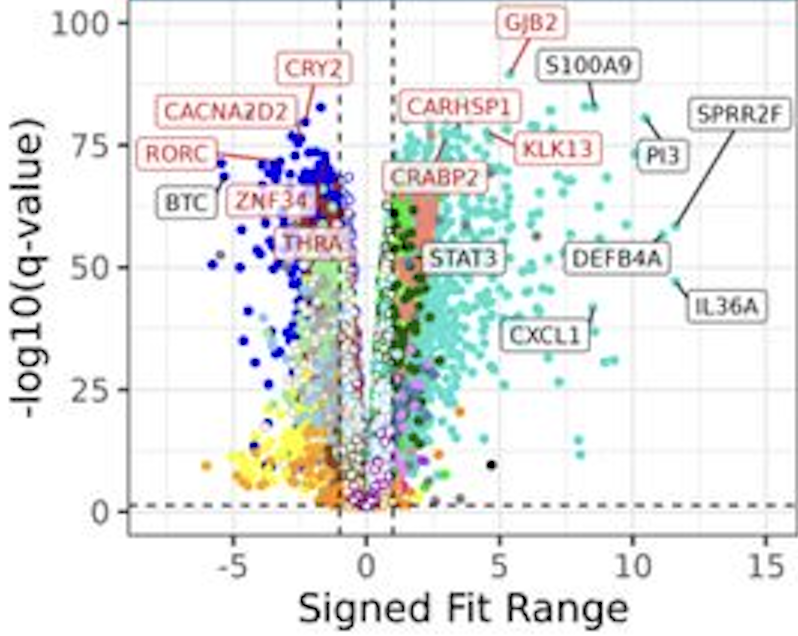 100
GJB2
CRY2
S100A9
CACNA2D2
CARHSP1
SPRR2F
75
RORC
KLK13
PI3
CRABP2
BTC
ZNF34
THRA
STAT3
DEFB4A
50
IL36A
CXCL1
25
0
-log10(q-value)
-5 0 5 10 15
Signed Fit Range